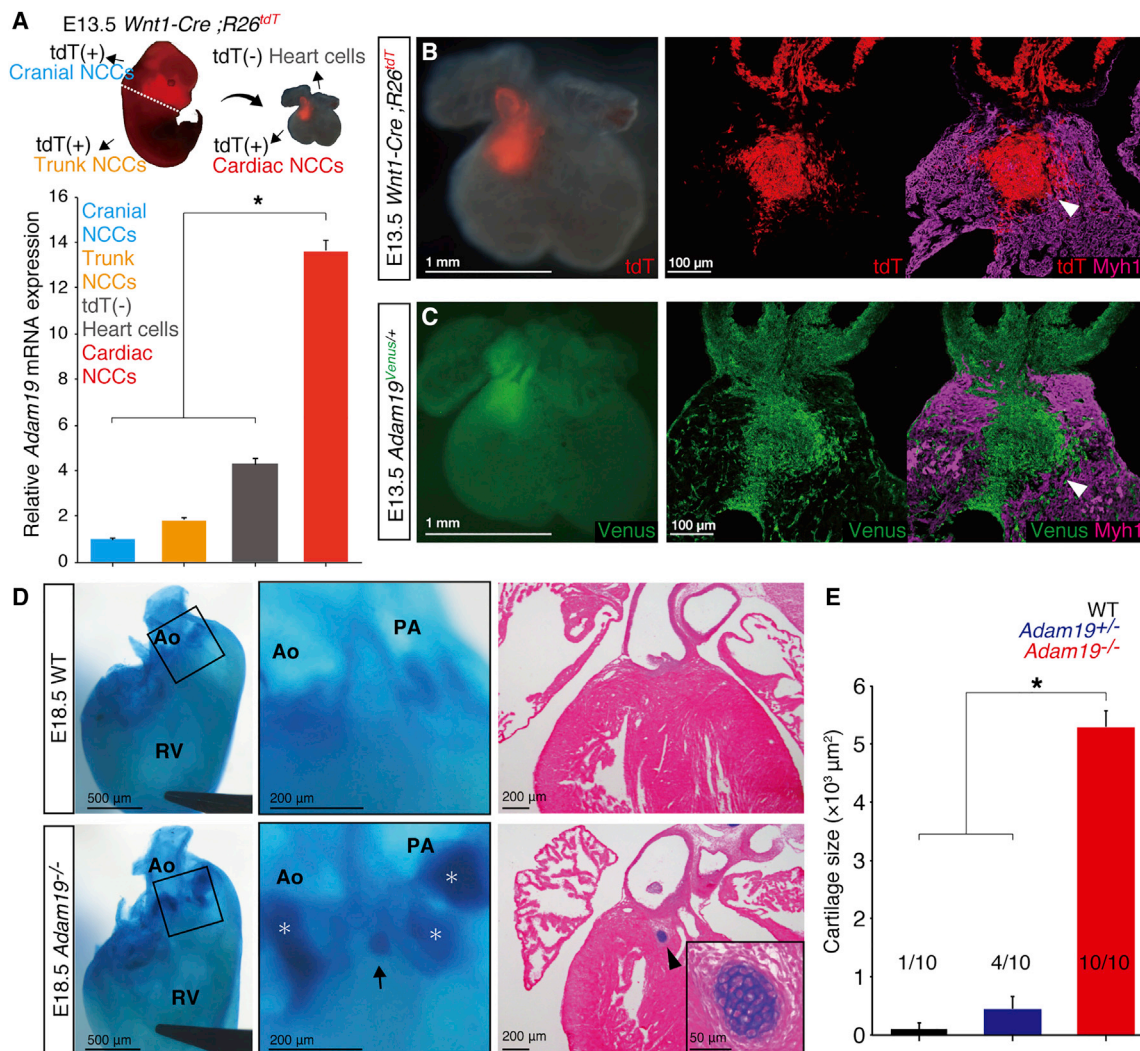 A
E13.5 Wnt1-Cre ;R26tdT
tdT(+)
Cranial NCCs
tdT(-) Heart cells
tdT(+)
Trunk NCCs
tdT(+)
Cardiac NCCs
Relative Adam19 mRNA expression
16
14
12
10
8
6
4
2
0
Cranial
NCCs
Trunk
NCCs
tdT(-)
Heart cells
Cardiac
NCCs
*
B
E13.5 Wnt1-Cre ;R26tdT
1 mm
tdT
100 µm
tdT
tdT Myh1
C
E13.5 Adam19Venus/+
1 mm
Venus
100 µm
Venus
Venus Myh1
D
E18.5 WT
Ao
RV
500 µm
Ao
PA
200 µm
200 µm
E18.5 Adam19-/-
Ao
RV
500 µm
Ao
PA
*
*
*
200 µm
200 µm
50 µm
E
WT
Adam19+/-
Adam19-/-
Cartilage size (×10³ µm²)
6
5
4
3
2
1
0
*
1/10
4/10
10/10